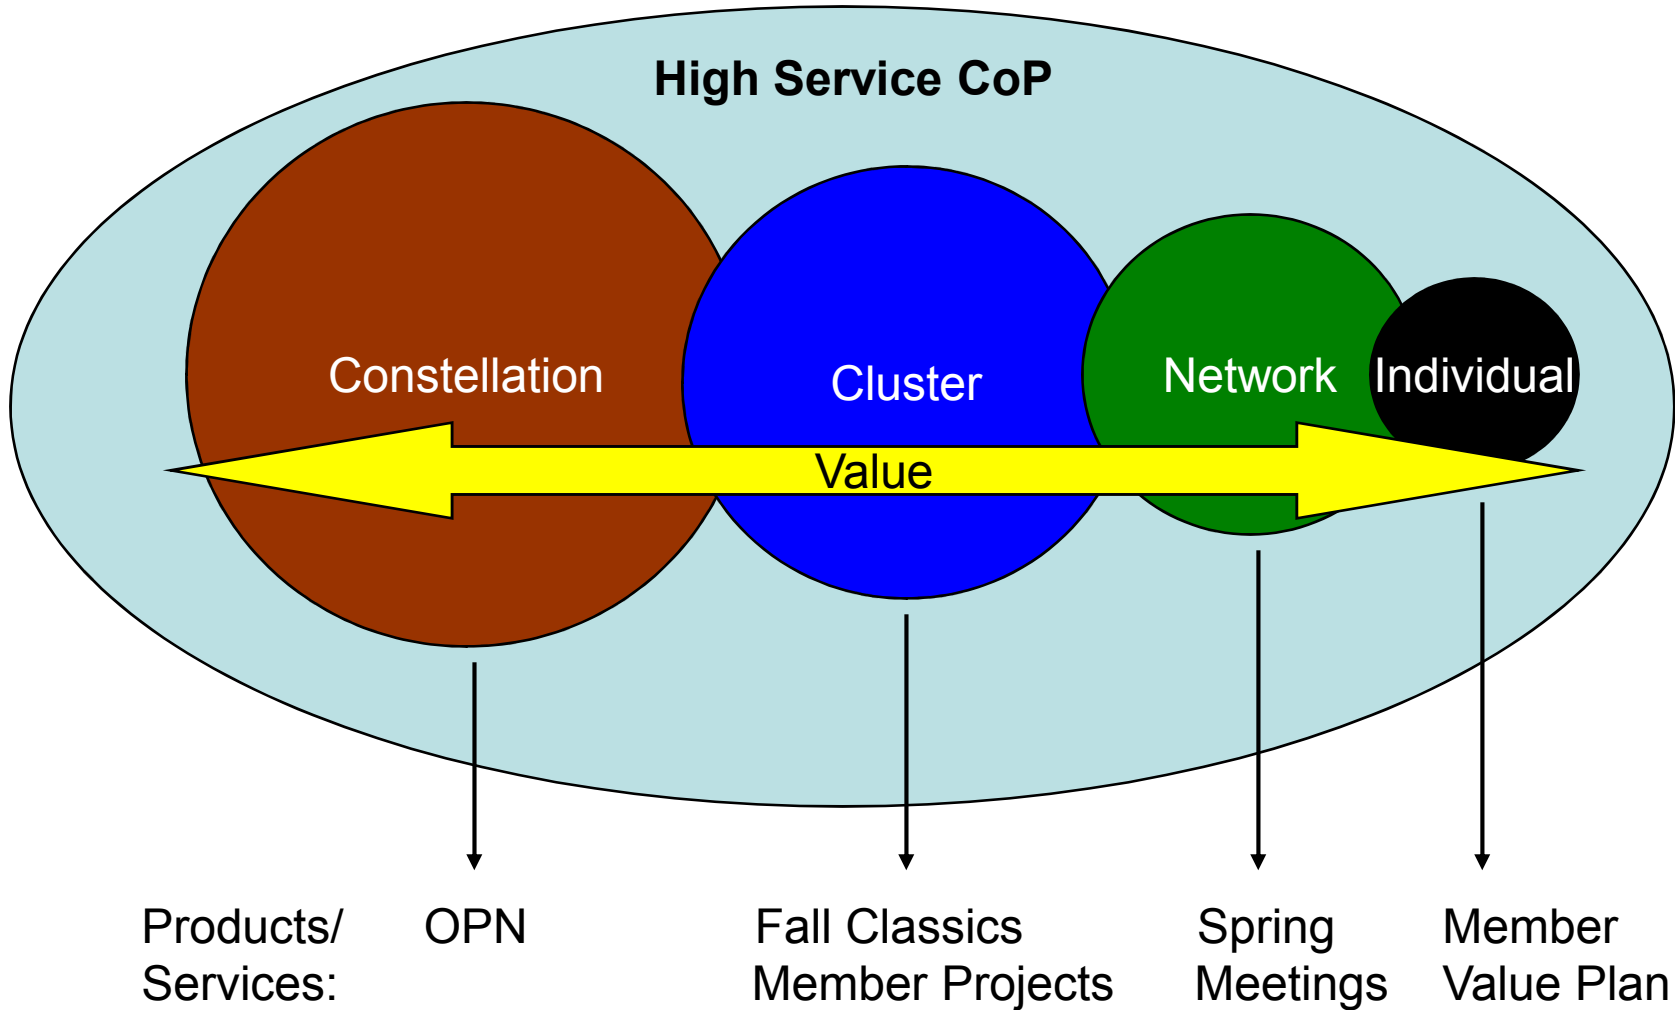 High Service CoP
Constellation
Cluster
Network
Individual
Value
Products/ OPN Fall Classics Spring Member
Services: Member Projects Meetings Value Plan